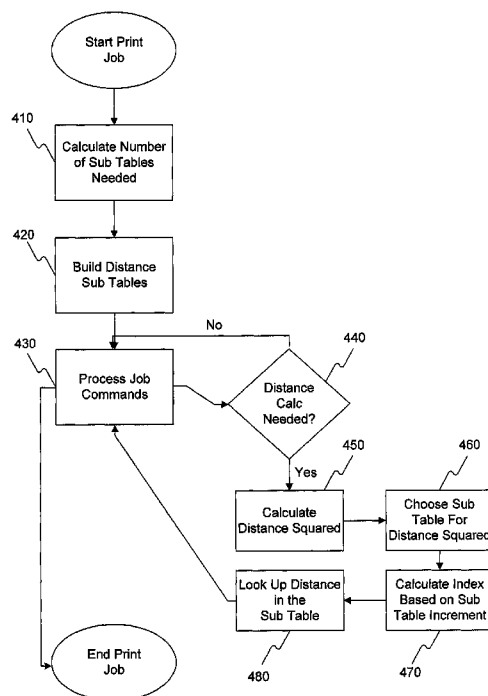 Start Print
Job
410
Calculate Number
of Sub Tables
Needed
420
Build Distance
Sub Tables
No
430
440
Process Job
Commands
Distance
Calc
Needed?
450
460
Yes
Calculate
Distance Squared
Choose Sub
Table For
Distance Squared
Look Up Distance
in the
Sub Table
Calculate Index
Based on Sub
Table Increment
End Print
Job
480
470